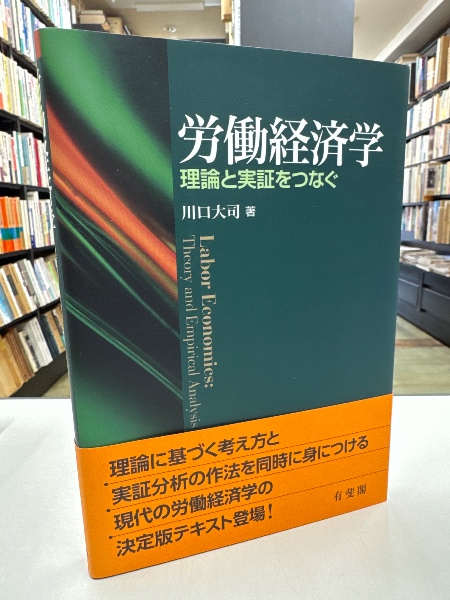 労働経済学
理論と実証をつなぐ
川口大司 著
Labor Economics:
Theory and Empirical Analysis
理論に基づく考え方と
実証分析の作法を同時に身につける
現代の労働経済学の
決定版テキスト登場!
有斐閣